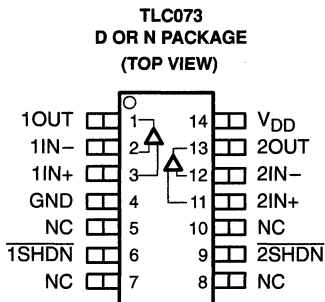 TLC073
D OR N PACKAGE
(TOP VIEW)
1OUT 1 14 VDD
1IN− 2 13 2OUT
1IN+ 3 12 2IN−
GND 4 11 2IN+
NC 5 10 NC
1SHDN 6 9 2SHDN
NC 7 8 NC